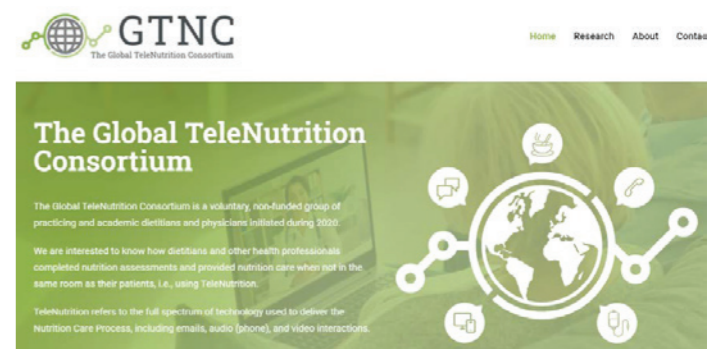 GTNC
The Global TeleNutrition Consortium
Home Research About Contac
The Global TeleNutrition
Consortium
The Global TeleNutrition Consortium is a voluntary, non-funded group of
practicing and academic dietitians and physicians initiated during 2020.
We are interested to know how dietitians and other health professionals
completed nutrition assessments and provided nutrition care when not in the
same room as their patients, i.e., using TeleNutrition.
TeleNutrition refers to the full spectrum of technology used to deliver the
Nutrition Care Process, including emails, audio (phone), and video interactions.